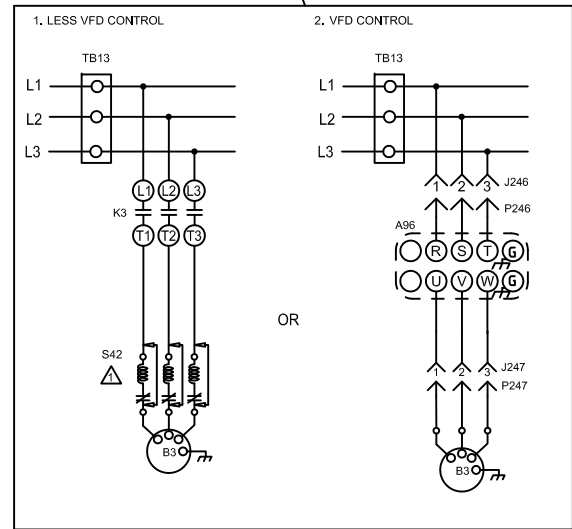 1. LESS VFD CONTROL
2. VFD CONTROL
TB13
TB13
L1
L1
L2
L2
L3
L3
L1 L2 L3
K3
T1 T2 T3
1 2 3 J246
P246
A96
R S T G
U V W G
OR
S42
1
1 2 3 J247
P247
B3
B3